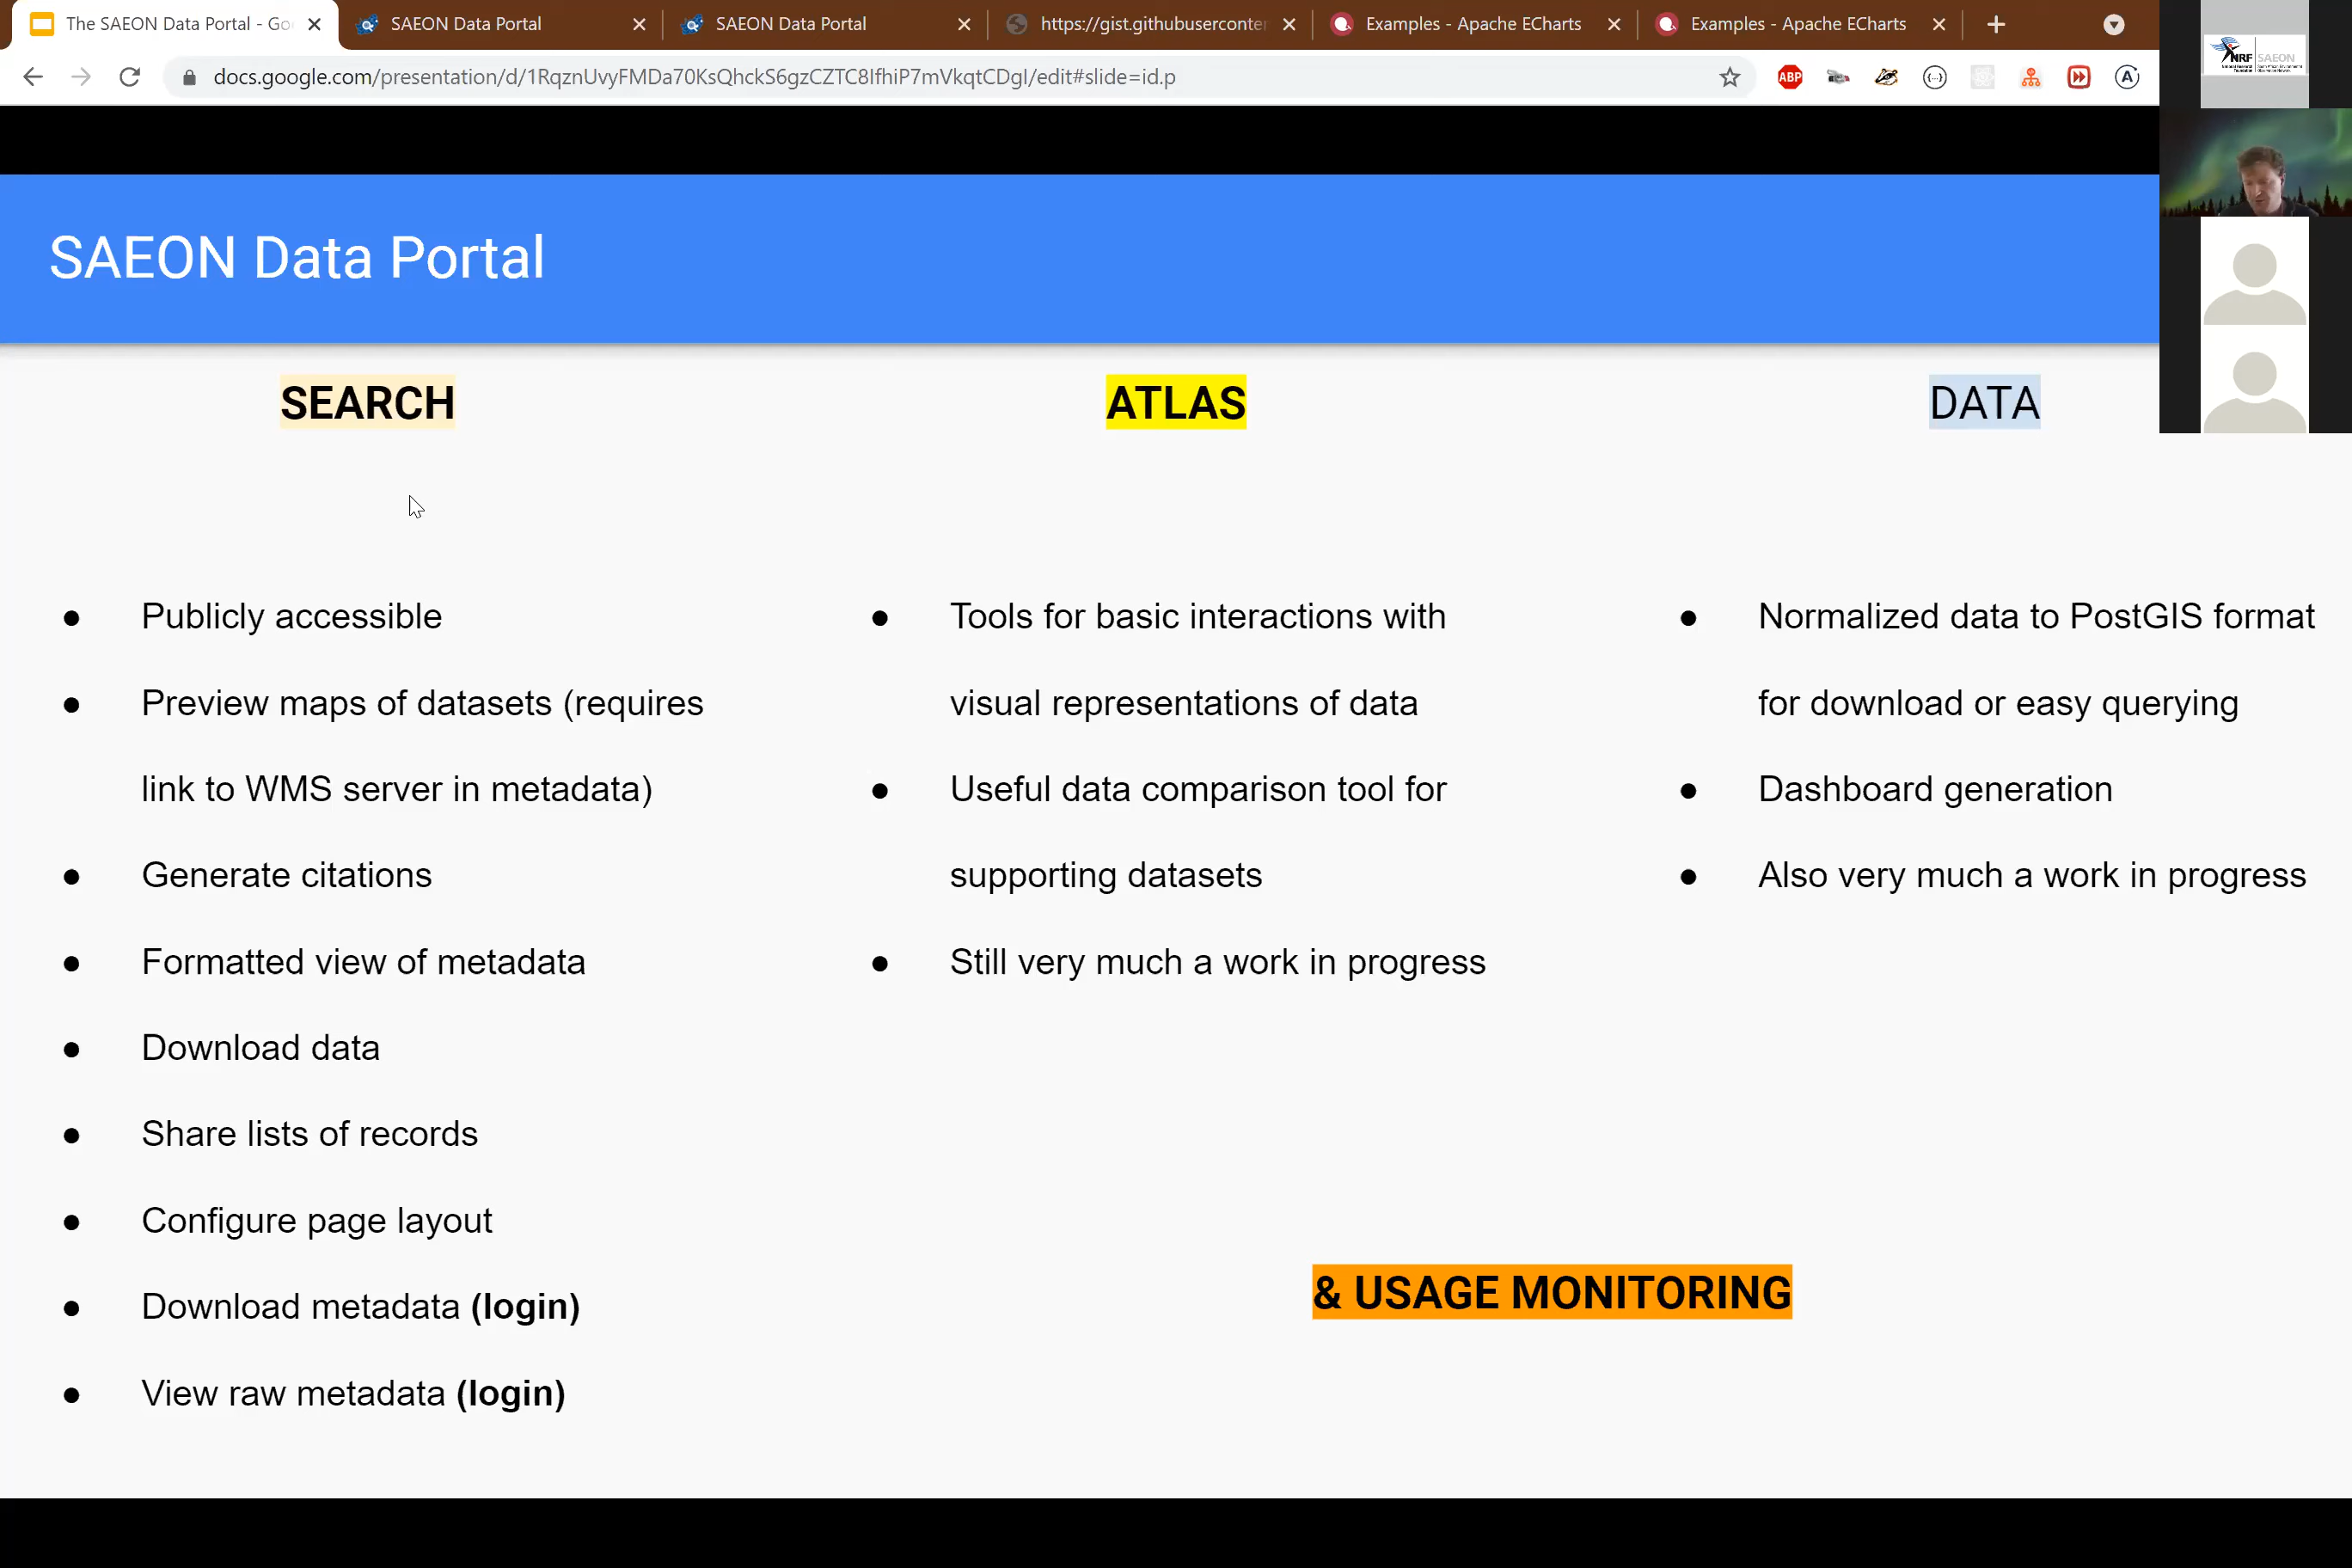 The SAEON Data Portal - Go
SAEON Data Portal
SAEON Data Portal
https://gist.githubuserconter
Examples - Apache ECharts
Examples - Apache ECharts
docs.google.com/presentation/d/1RqznUvyFMDa70KsQhckS6gzCZTC8IfhiP7mVkqtCDgI/edit#slide=id.p
ABP
A
NRF SAEON
SAEON Data Portal
SEARCH
● Publicly accessible
● Preview maps of datasets (requires
link to WMS server in metadata)
● Generate citations
● Formatted view of metadata
● Download data
● Share lists of records
● Configure page layout
● Download metadata (login)
● View raw metadata (login)
ATLAS
● Tools for basic interactions with
visual representations of data
● Useful data comparison tool for
supporting datasets
● Still very much a work in progress
DATA
● Normalized data to PostGIS format
for download or easy querying
● Dashboard generation
● Also very much a work in progress
& USAGE MONITORING